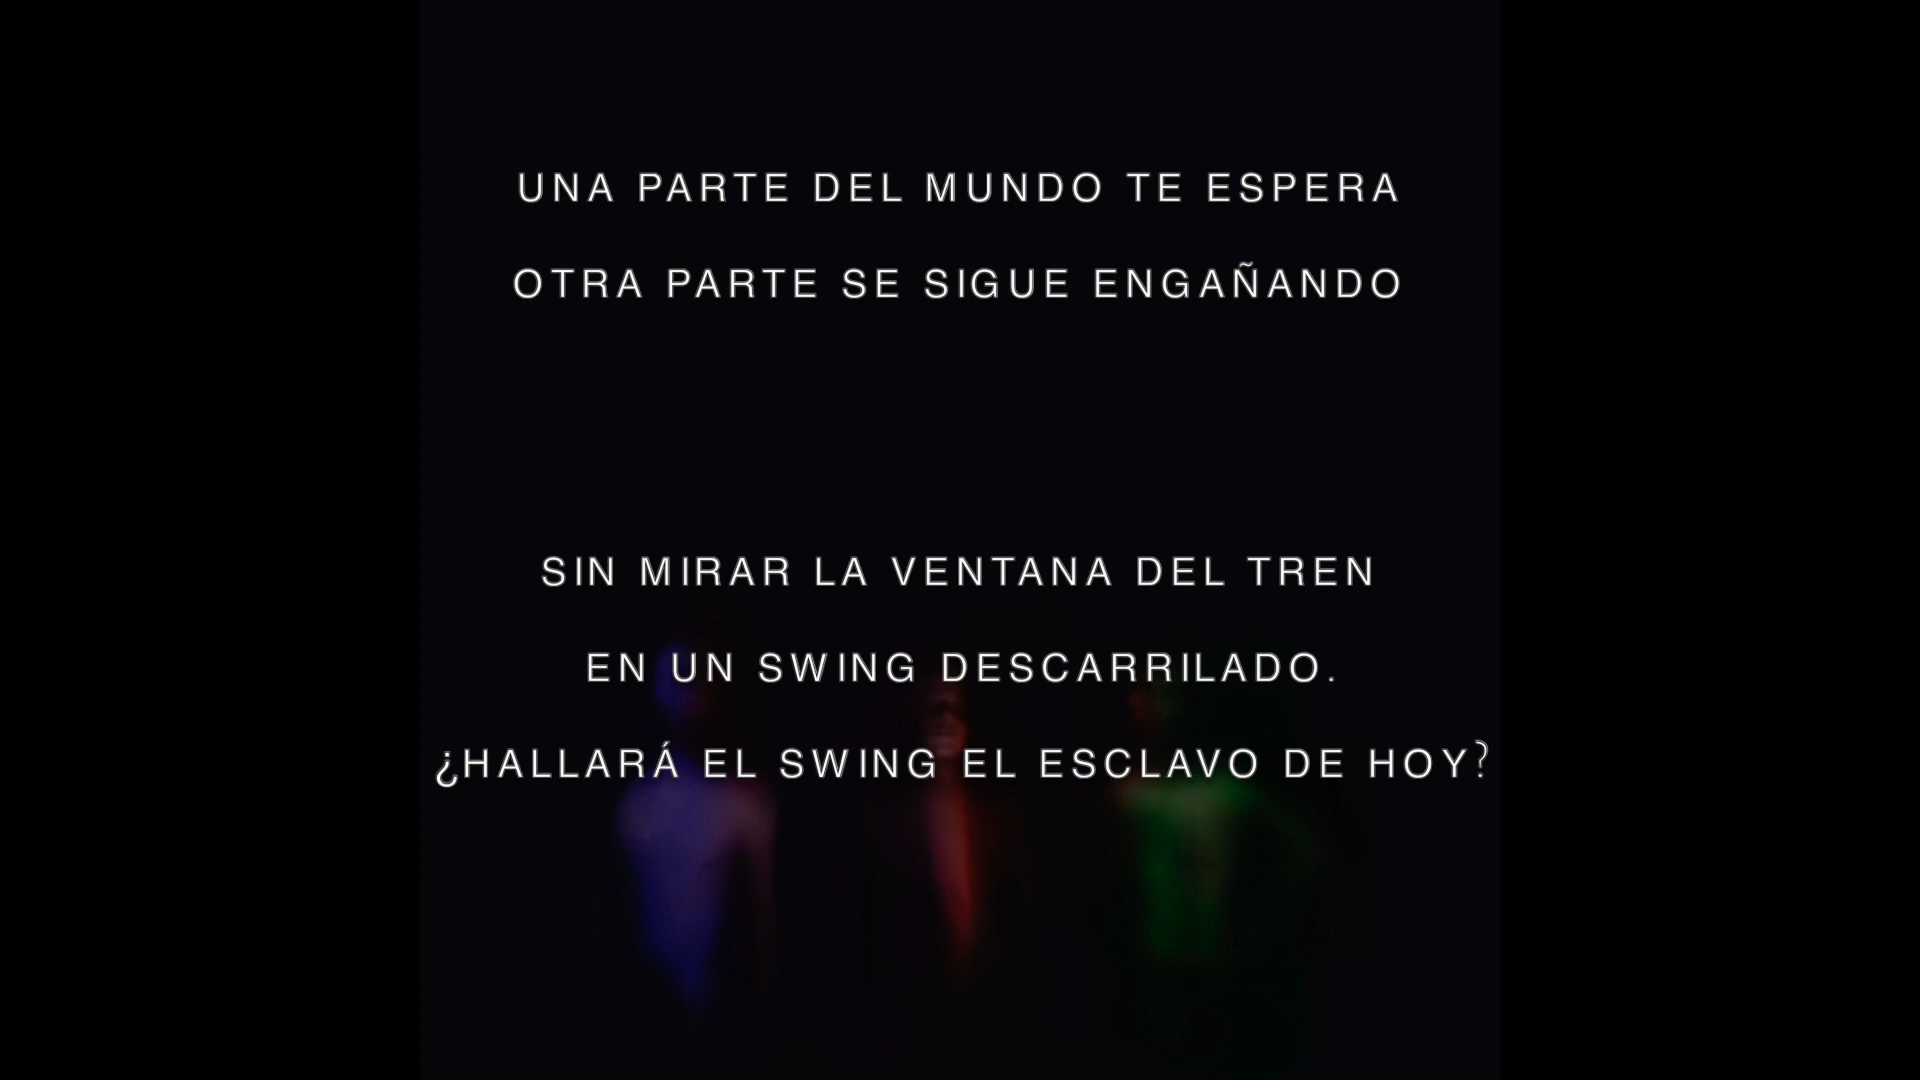 UNA PARTE DEL MUNDO TE ESPERA
OTRA PARTE SE SIGUE ENGAÑANDO
SIN MIRAR LA VENTANA DEL TREN
EN UN SWING DESCARRILADO.
¿HALLARÁ EL SWING EL ESCLAVO DE HOY?